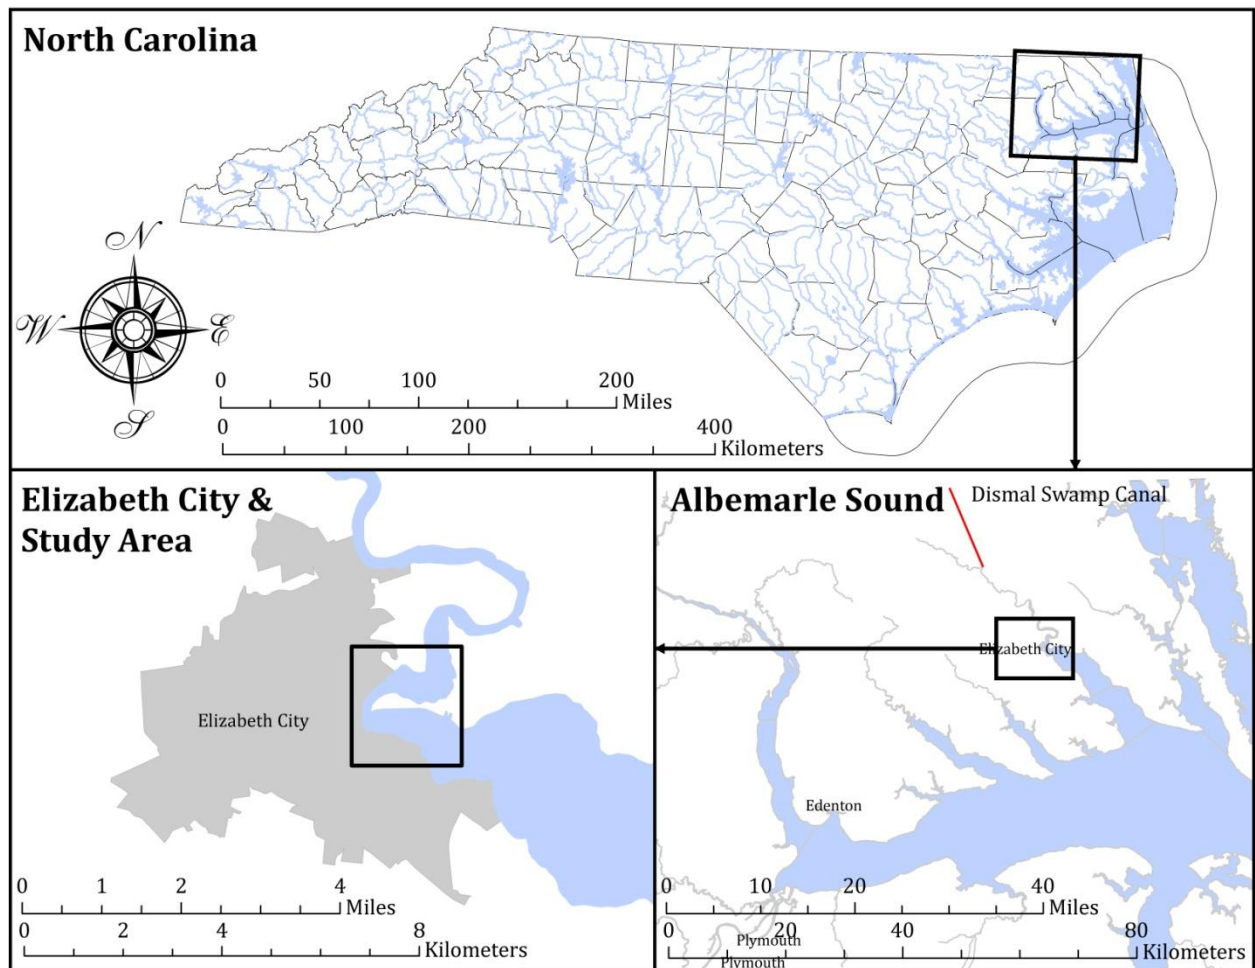 North Carolina
N
W
E
S
0 50 100 200
Miles
0 100 200 400
Kilometers
Elizabeth City &
Study Area
Elizabeth City
0 1 2 4
Miles
0 2 4 8
Kilometers
Albemarle Sound
Dismal Swamp Canal
Elizabeth City
Edenton
0 10 20 40
Miles
0 20 40 80
Kilometers
Plymouth
Plymouth